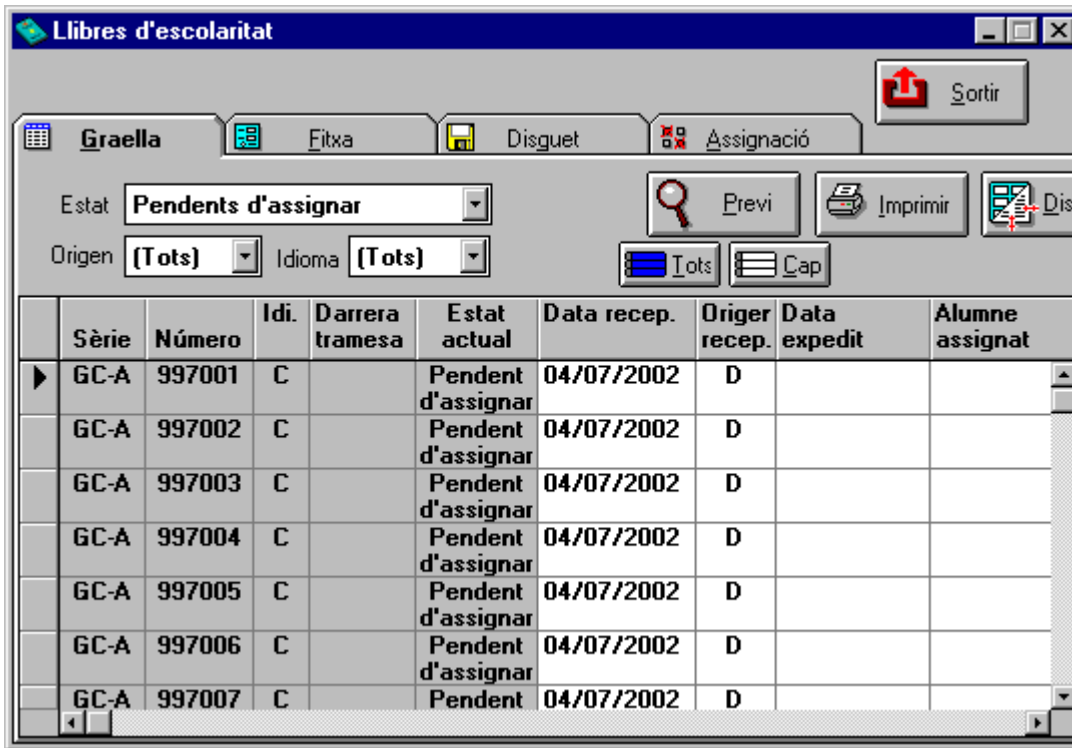 Llibres d'escolaritat
Sortir
Graella Fitxa Disguet Assignació
Estat Pendents d'assignar Previ Imprimir Dis
Origen (Tots) Idioma (Tots) Tots Cap
Sèrie Número Idi. Darrera tramesa Estat actual Data recep. Origer recep. Data expedit Alumne assignat
GC-A 997001 C Pendent d'assignar 04/07/2002 D
GC-A 997002 C Pendent d'assignar 04/07/2002 D
GC-A 997003 C Pendent d'assignar 04/07/2002 D
GC-A 997004 C Pendent d'assignar 04/07/2002 D
GC-A 997005 C Pendent d'assignar 04/07/2002 D
GC-A 997006 C Pendent d'assignar 04/07/2002 D
GC-A 997007 C Pendent 04/07/2002 D